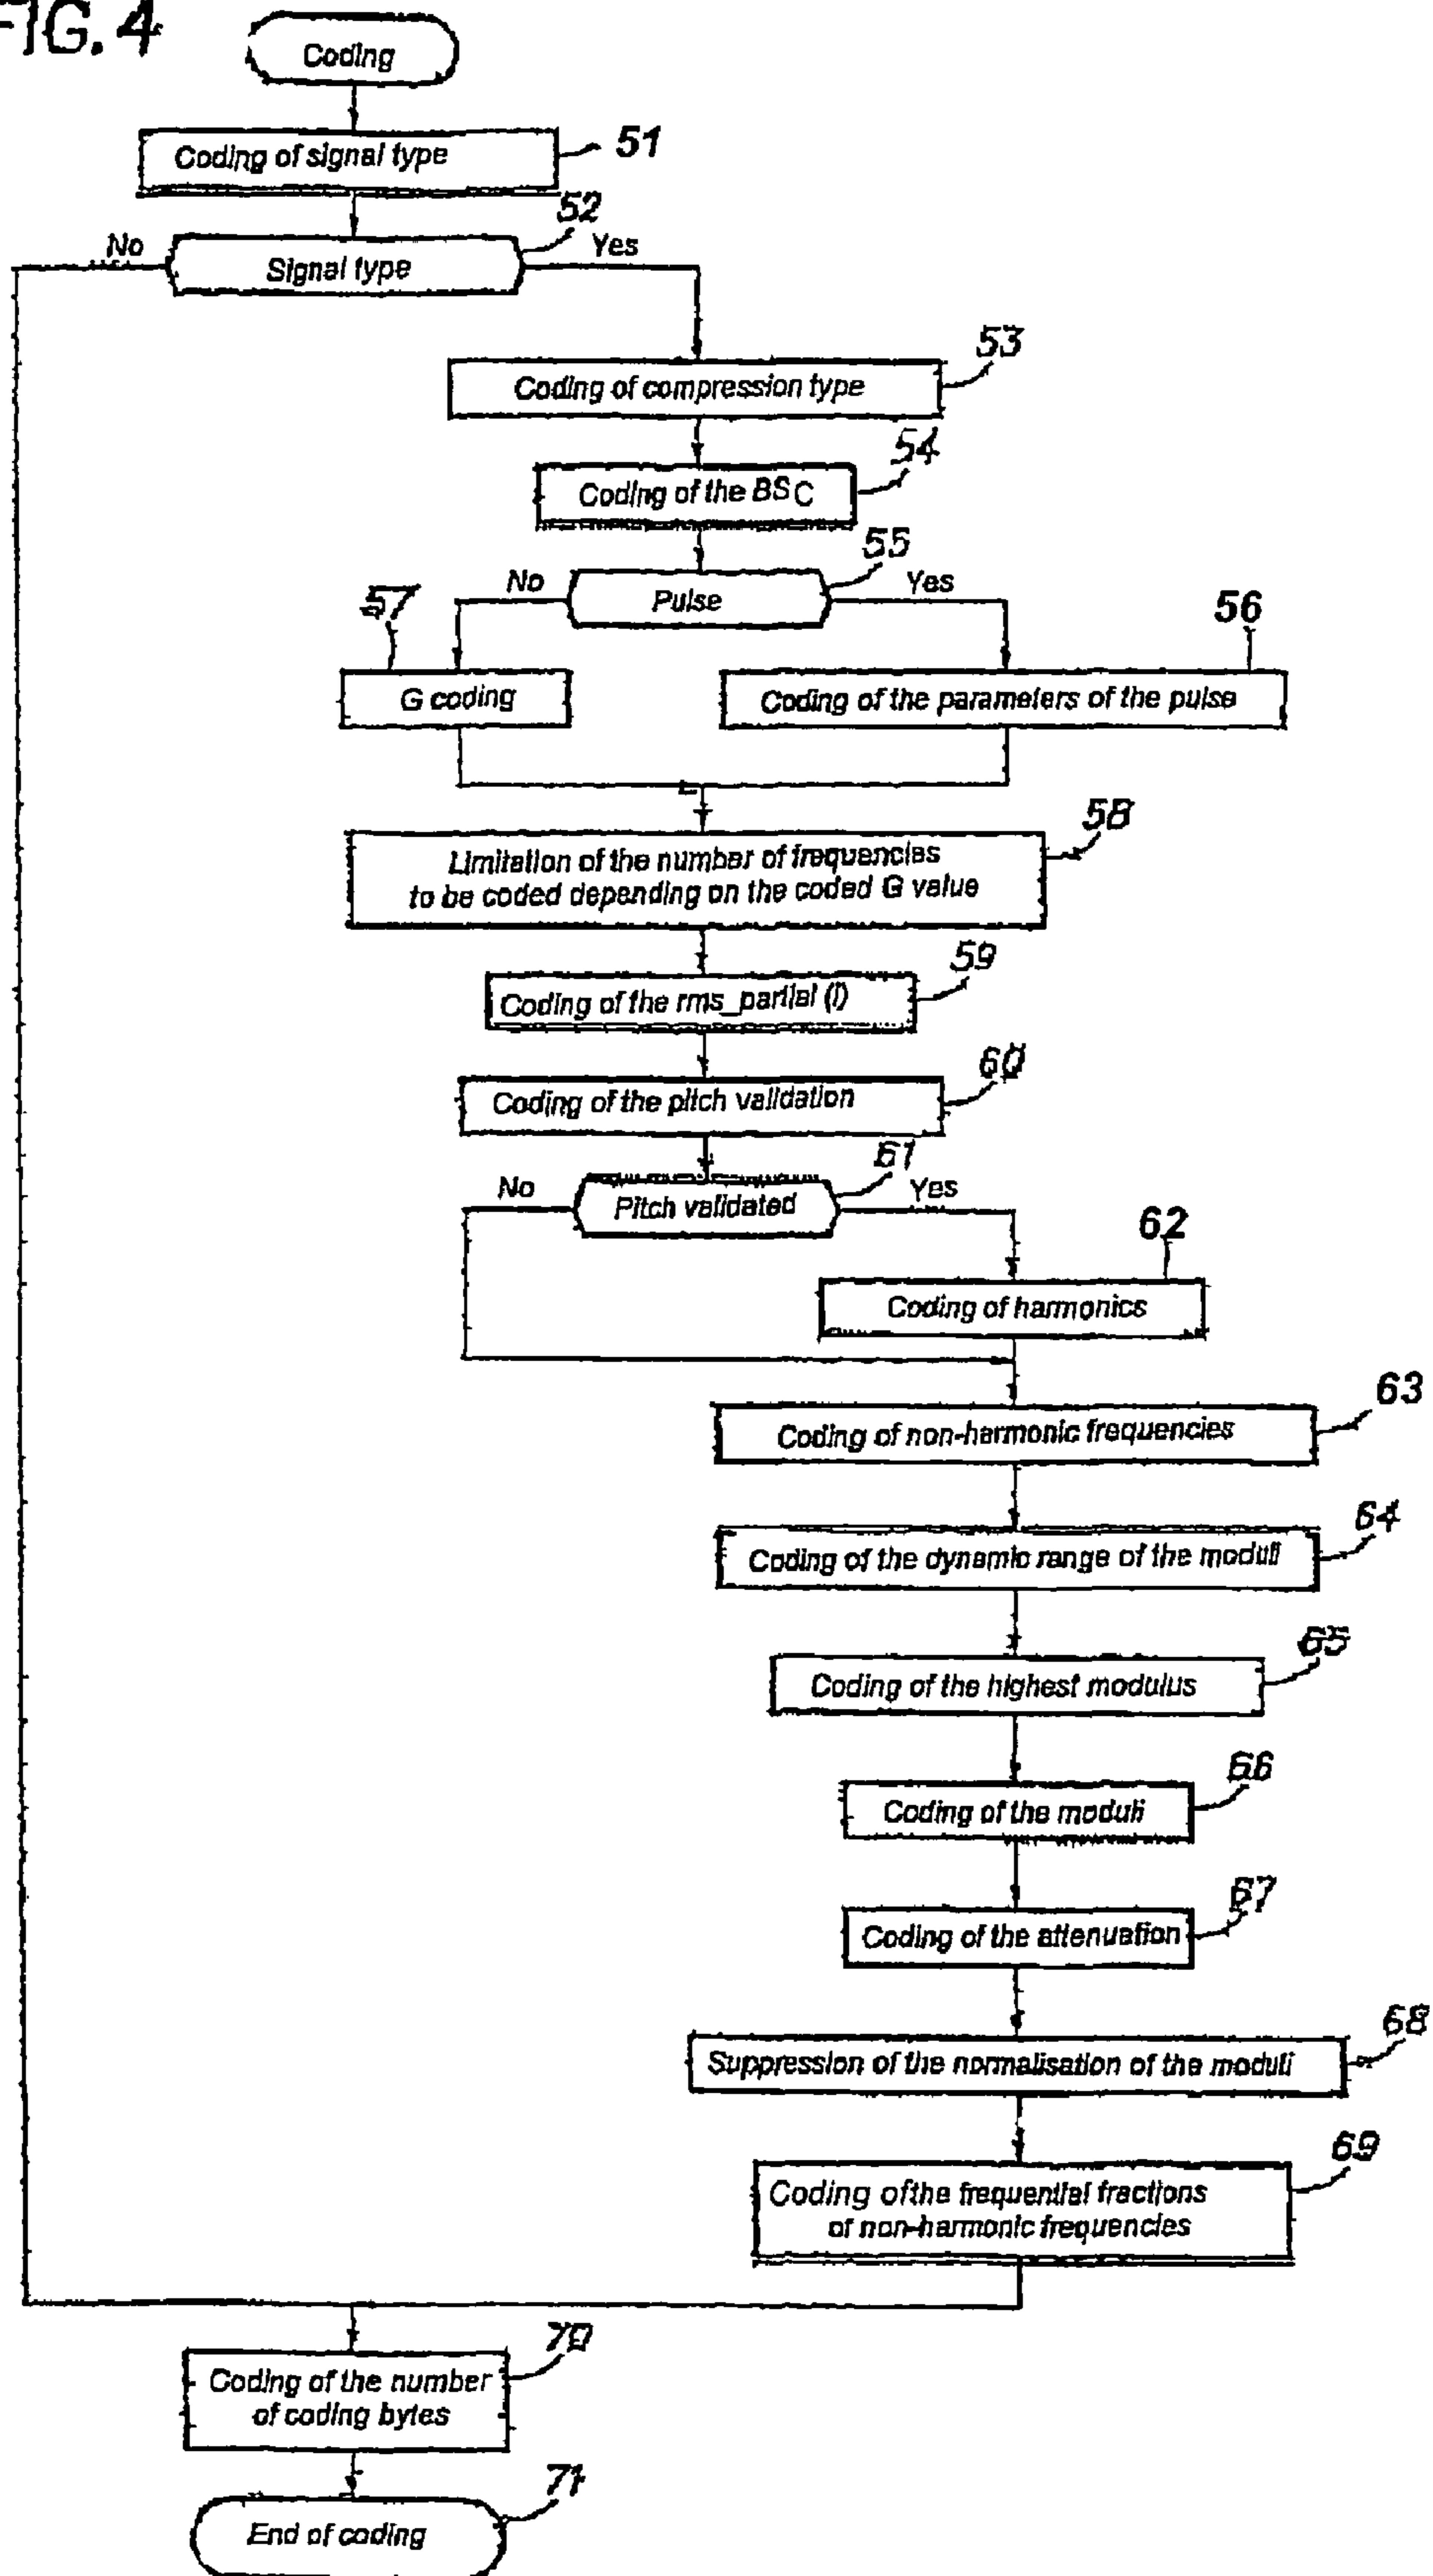 FIG. 4
Coding
Coding of signal type
51
52
No
Signal type
Yes
53
Coding of compression type
54
Coding of the BSC
55
No
Pulse
Yes
57
56
G coding
Coding of the parameters of the pulse
58
Limitation of the number of frequencies
to be coded depending on the coded G value
59
Coding of the rms_partial (i)
60
Coding of the pitch validation
61
No
Pitch validated
Yes
62
Coding of harmonics
63
Coding of non-harmonic frequencies
64
Coding of the dynamic range of the moduli
65
Coding of the highest modulus
66
Coding of the moduli
67
Coding of the attenuation
68
Suppression of the normalisation of the moduli
69
Coding ofthe frequential fractions
of non-harmonic frequencies
70
Coding of the number
of coding bytes
71
End of coding